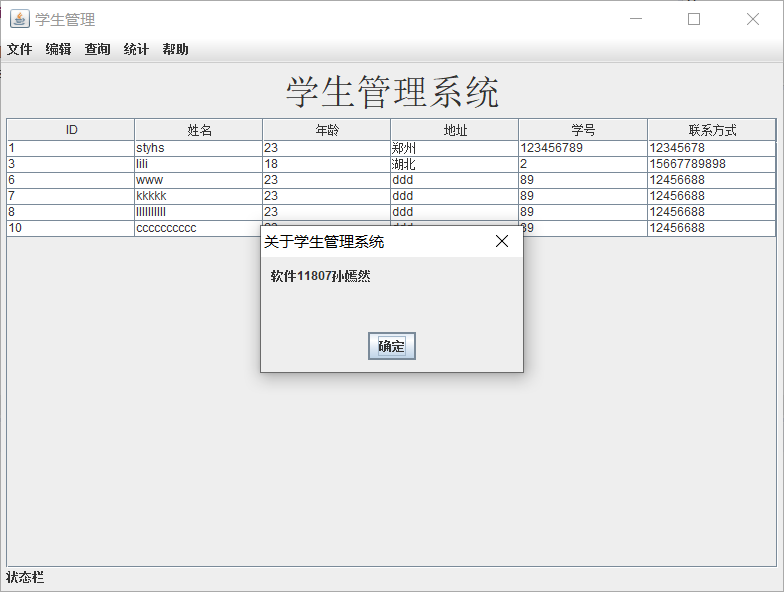 学生管理
文件 编辑 查询 统计 帮助
学生管理系统
ID 姓名 年龄 地址 学号 联系方式
1 styhs 23 郑州 123456789 12345678
3 lili 18 湖北 2 15667789898
6 www 23 ddd 89 12456688
7 kkkkk 23 ddd 89 12456688
8 llllllllll 23 ddd 89 12456688
10 cccccccccc 89 12456688
关于学生管理系统
软件11807孙嫣然
确定
状态栏